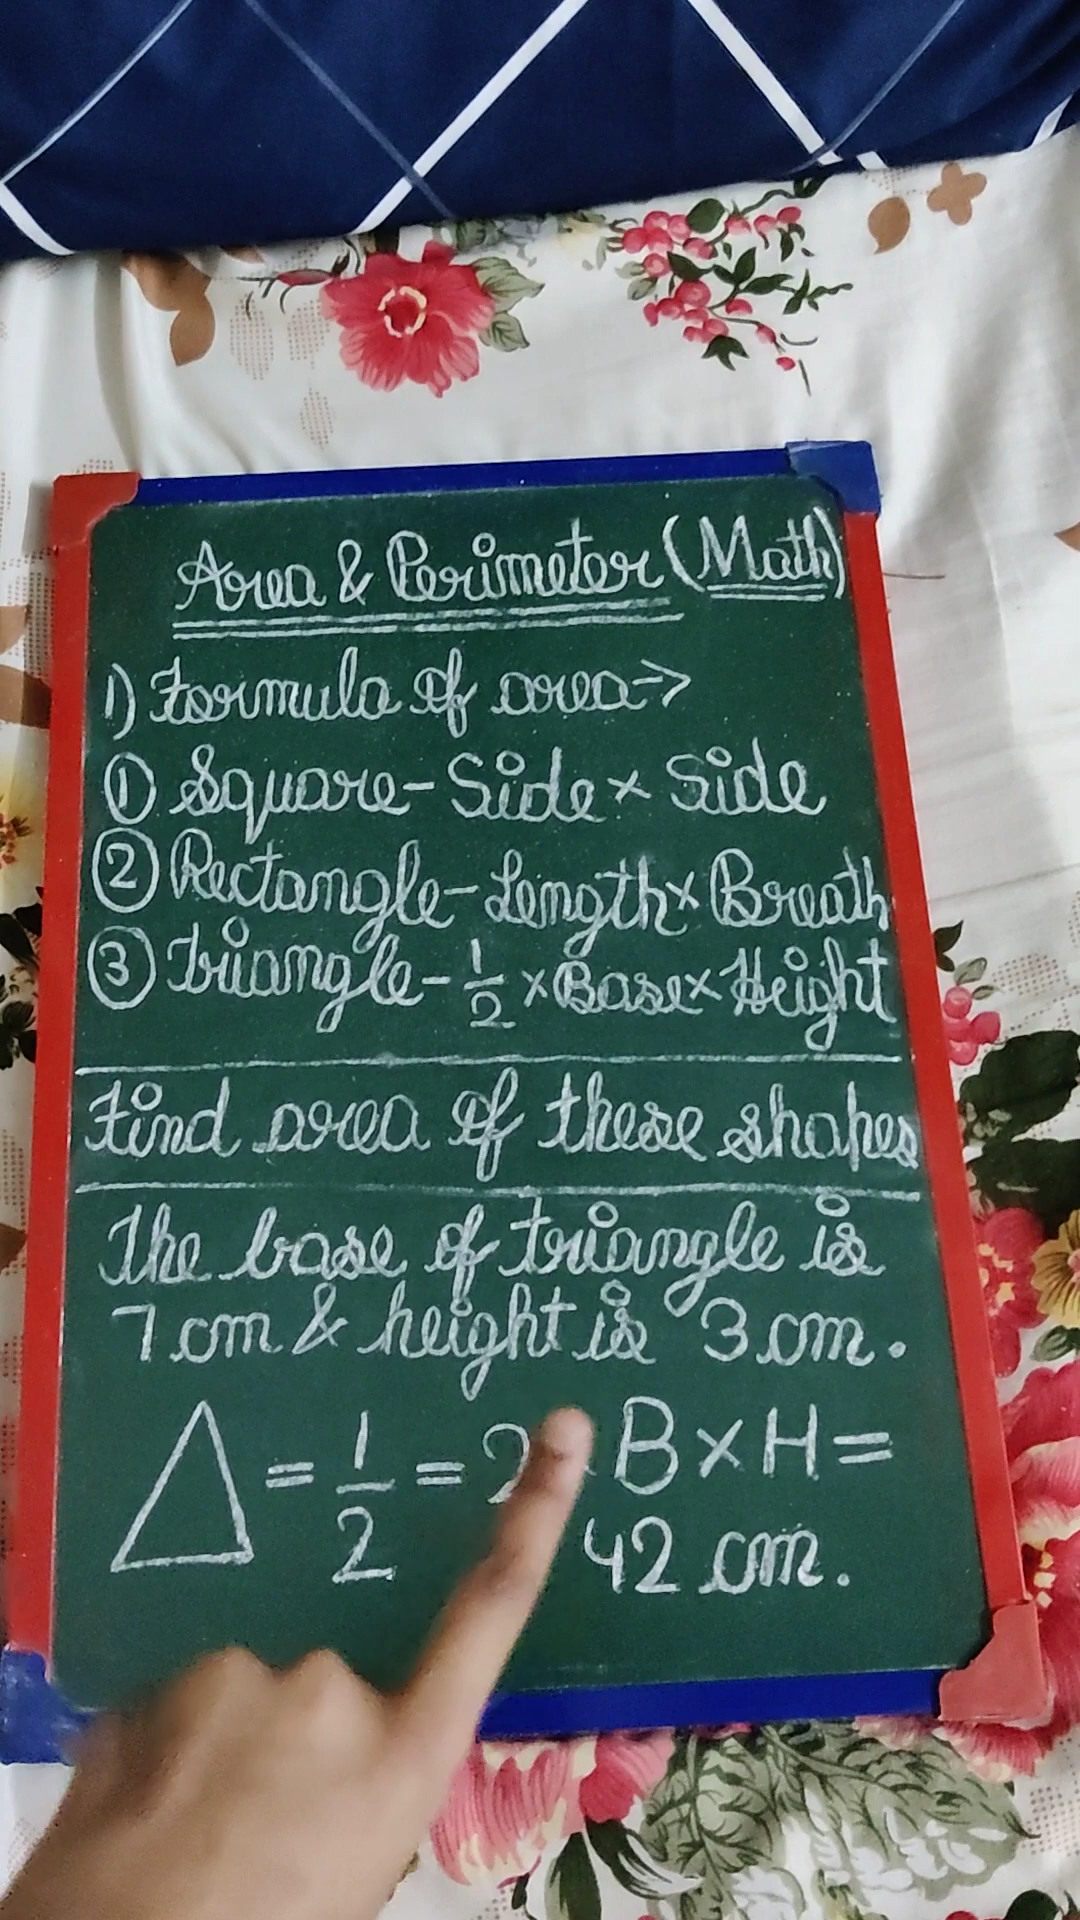 Area & Perimeter (Math)
1) Formula of area→
① Square - Side × Side
② Rectangle - Length × Breath
③ Triangle - 1/2 × Base × Height
Find area of these shapes
The base of triangle is
7 cm & height is 3 cm.
△ = 1/2 = 2 B × H =
42 cm.